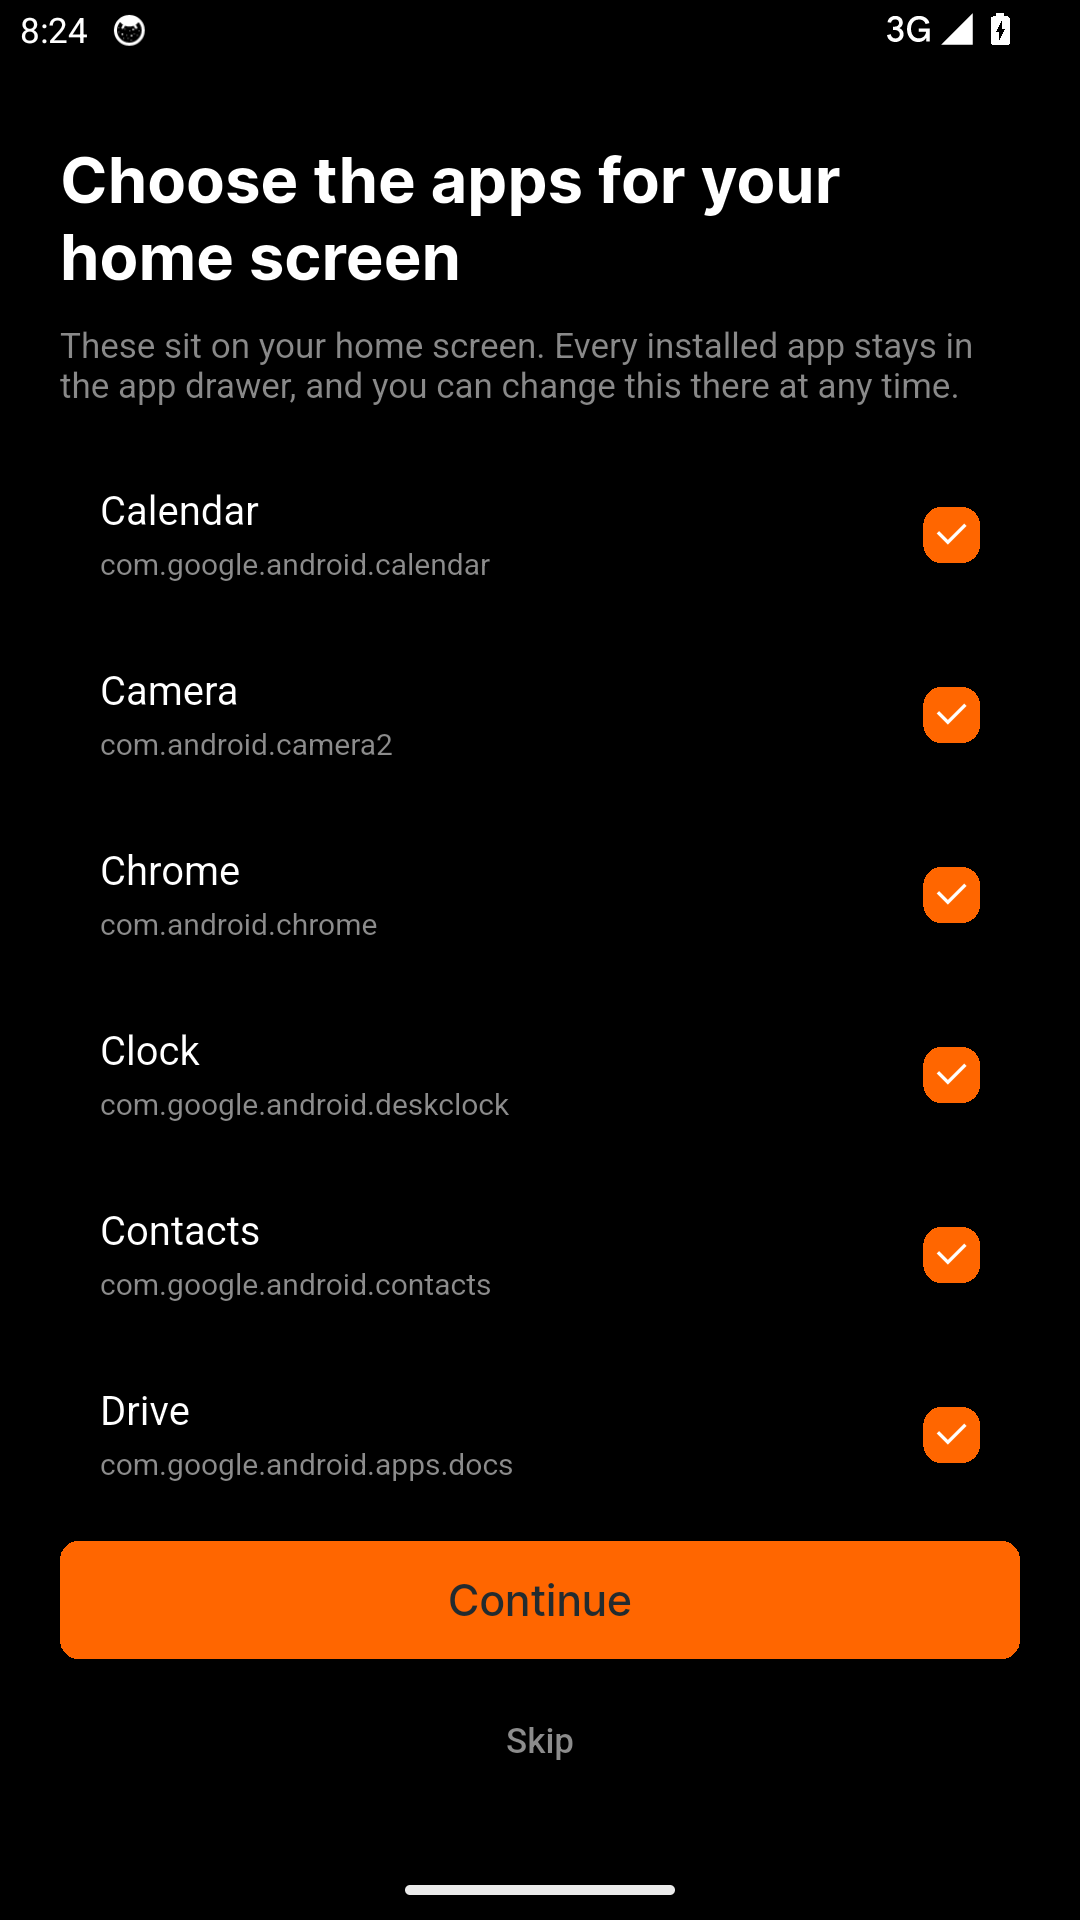 8:24
3G
Choose the apps for your
home screen
These sit on your home screen. Every installed app stays in
the app drawer, and you can change this there at any time.
Calendar
com.google.android.calendar
Camera
com.android.camera2
Chrome
com.android.chrome
Clock
com.google.android.deskclock
Contacts
com.google.android.contacts
Drive
com.google.android.apps.docs
Continue
Skip